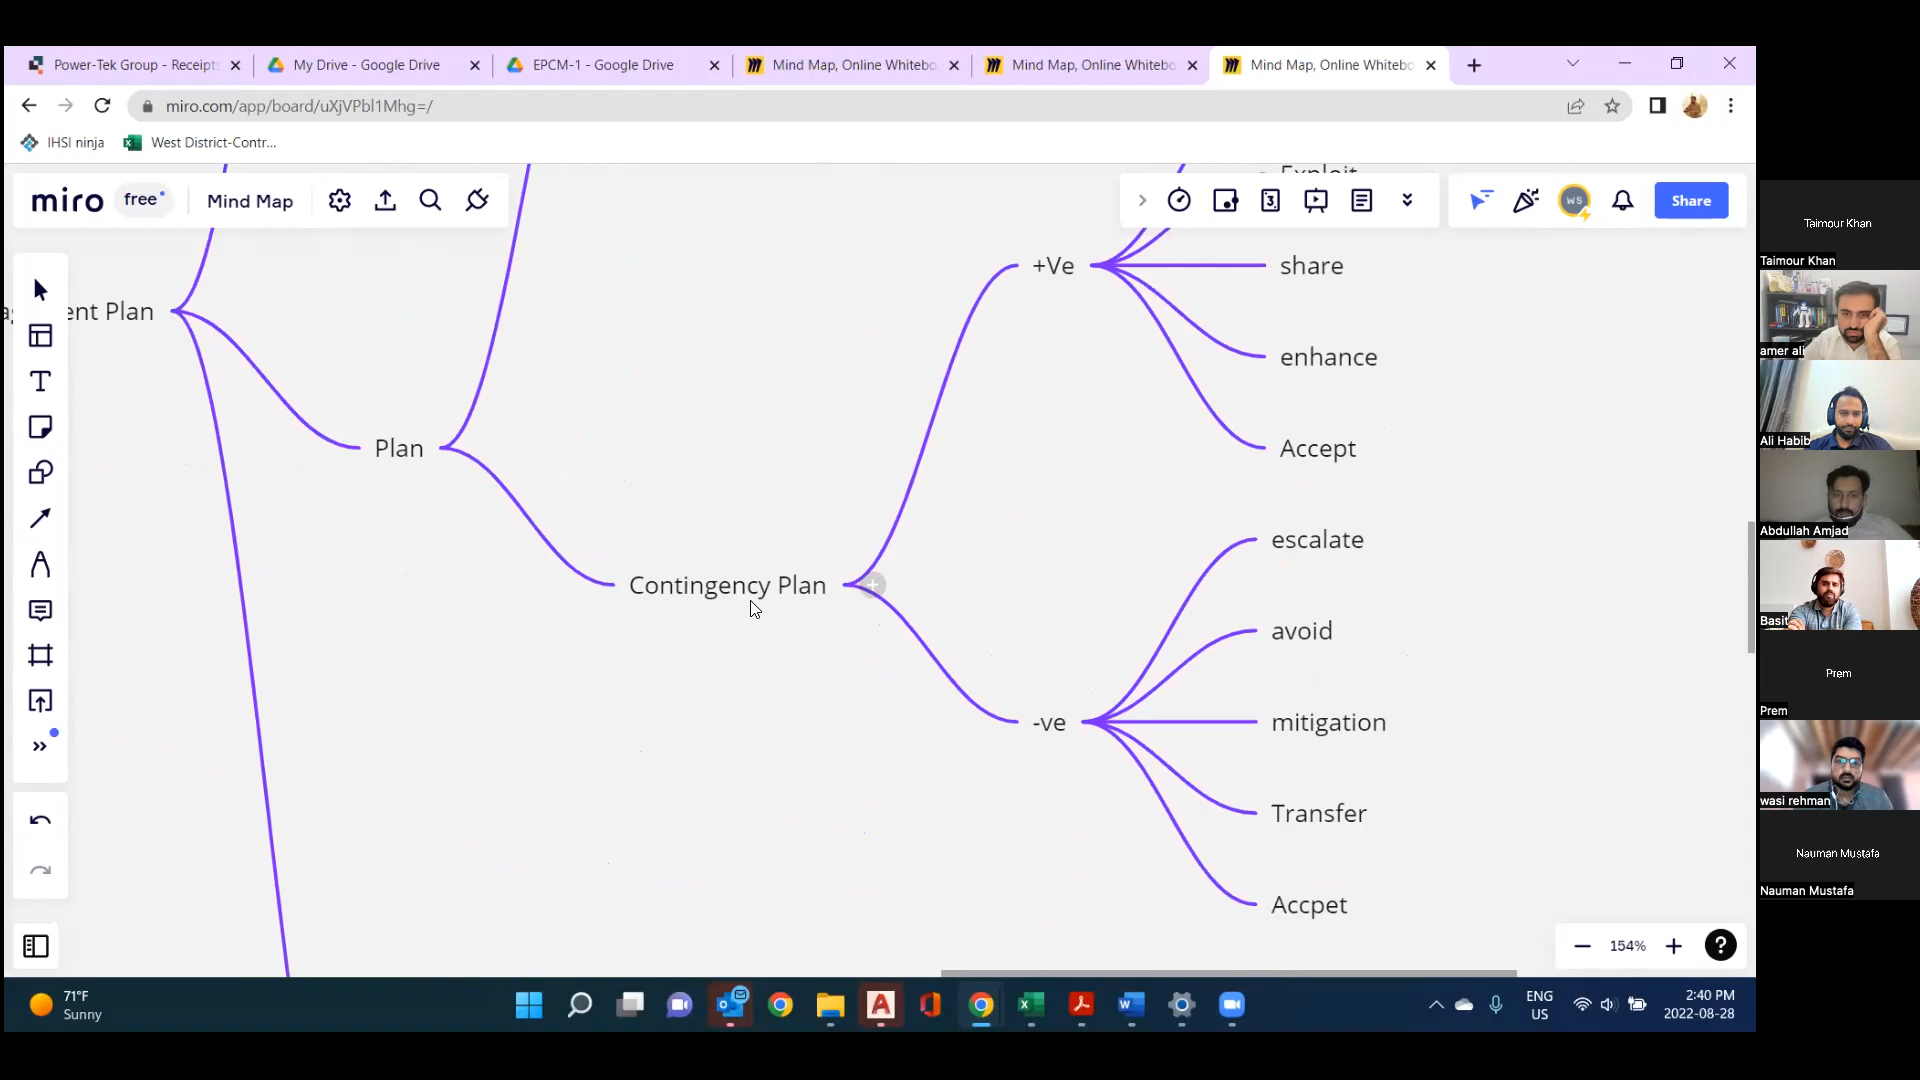 Power-Tek Group - Receipts
My Drive - Google Drive
EPCM-1 - Google Drive
Mind Map, Online Whitebo
Mind Map, Online Whitebo
Mind Map, Online Whitebo
miro.com/app/board/uXjVPbl1Mhg=/
IHSI ninja
West District-Contr...
miro
free
Mind Map
3
WS
Share
Exploit
+Ve
share
ent Plan
enhance
Plan
Accept
escalate
Contingency Plan
avoid
-ve
mitigation
Transfer
Accpet
154%
71°F
Sunny
ENG
US
2:40 PM
2022-08-28
Taimour Khan
Taimour Khan
amer ali
Ali Habib
Abdullah Amjad
Basit
Prem
Prem
wasi rehman
Nauman Mustafa
Nauman Mustafa